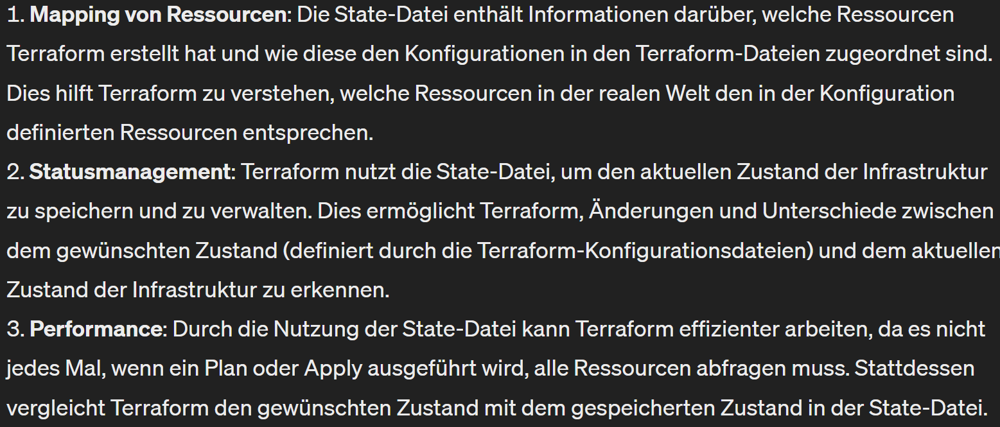 1. Mapping von Ressourcen: Die State-Datei enthält Informationen darüber, welche Ressourcen
Terraform erstellt hat und wie diese den Konfigurationen in den Terraform-Dateien zugeordnet sind.
Dies hilft Terraform zu verstehen, welche Ressourcen in der realen Welt den in der Konfiguration
definierten Ressourcen entsprechen.
2. Statusmanagement: Terraform nutzt die State-Datei, um den aktuellen Zustand der Infrastruktur
zu speichern und zu verwalten. Dies ermöglicht Terraform, Änderungen und Unterschiede zwischen
dem gewünschten Zustand (definiert durch die Terraform-Konfigurationsdateien) und dem aktuellen
Zustand der Infrastruktur zu erkennen.
3. Performance: Durch die Nutzung der State-Datei kann Terraform effizienter arbeiten, da es nicht
jedes Mal, wenn ein Plan oder Apply ausgeführt wird, alle Ressourcen abfragen muss. Stattdessen
vergleicht Terraform den gewünschten Zustand mit dem gespeicherten Zustand in der State-Datei.